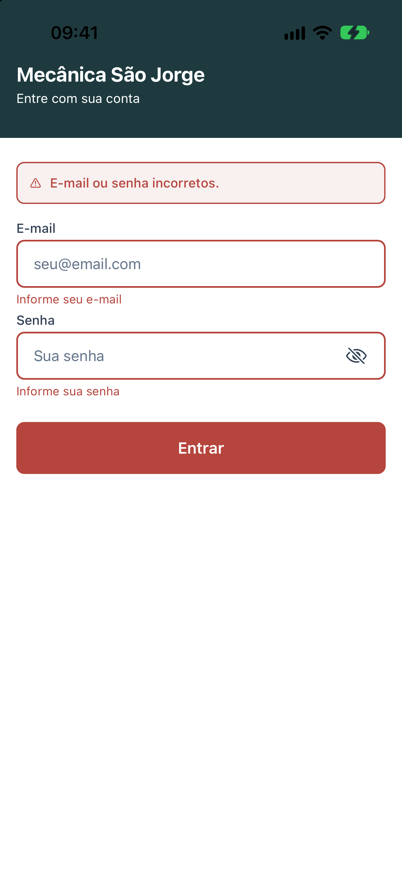 09:41
Mecânica São Jorge
Entre com sua conta
E-mail ou senha incorretos.
E-mail
seu@email.com
Informe seu e-mail
Senha
Sua senha
Informe sua senha
Entrar